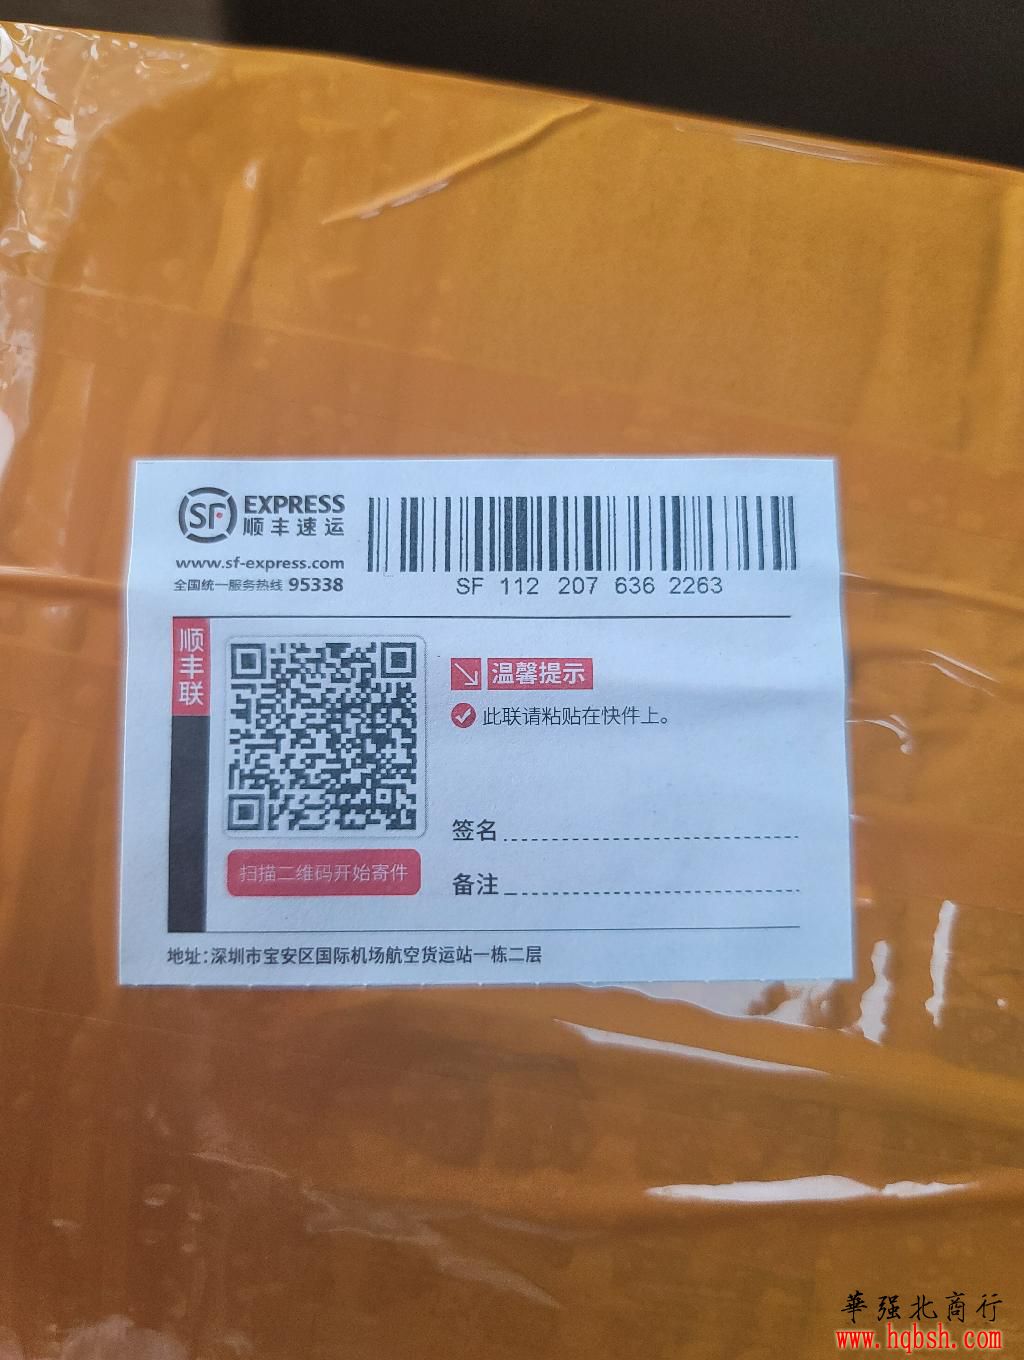 SF EXPRESS
顺丰速运
www.sf-express.com
全国统一服务热线 95338
SF 112 207 636 2263
顺丰联
温馨提示
此联请粘贴在快件上。
签名
备注
扫描二维码开始寄件
地址:深圳市宝安区国际机场航空货运站一栋二层
華强北商行
www.hqbsh.com